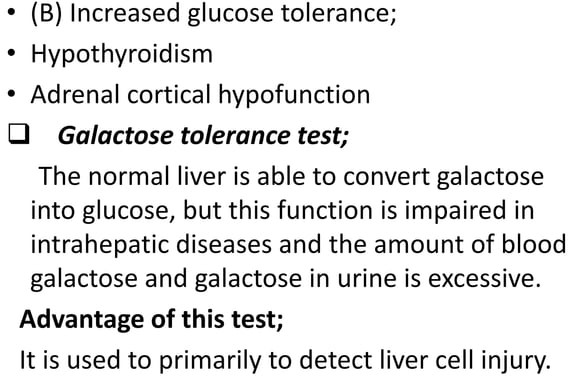 • (B) Increased glucose tolerance;
• Hypothyroidism
• Adrenal cortical hypofunction
❑ Galactose tolerance test;
The normal liver is able to convert galactose
into glucose, but this function is impaired in
intrahepatic diseases and the amount of blood
galactose and galactose in urine is excessive.
Advantage of this test;
It is used to primarily to detect liver cell injury.